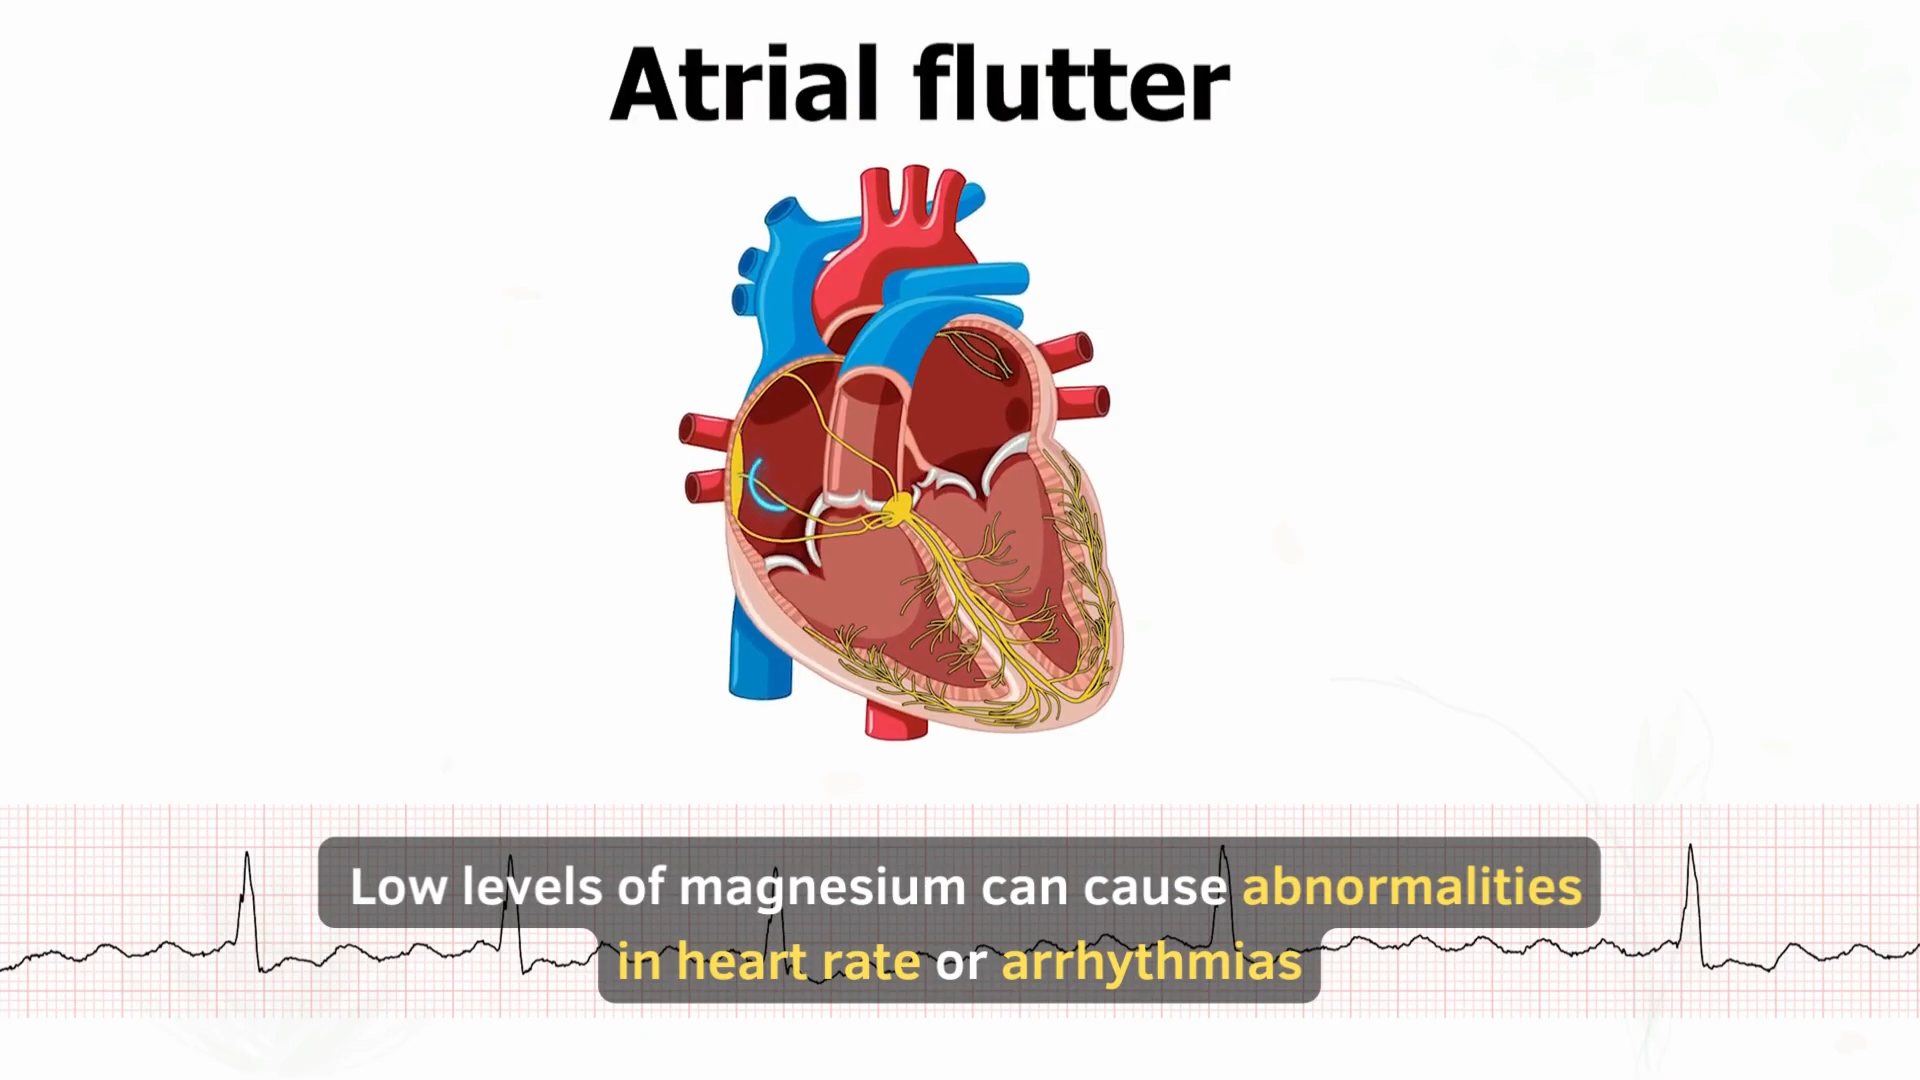 Atrial flutter
Low levels of magnesium can cause abnormalities
in heart rate or arrhythmias